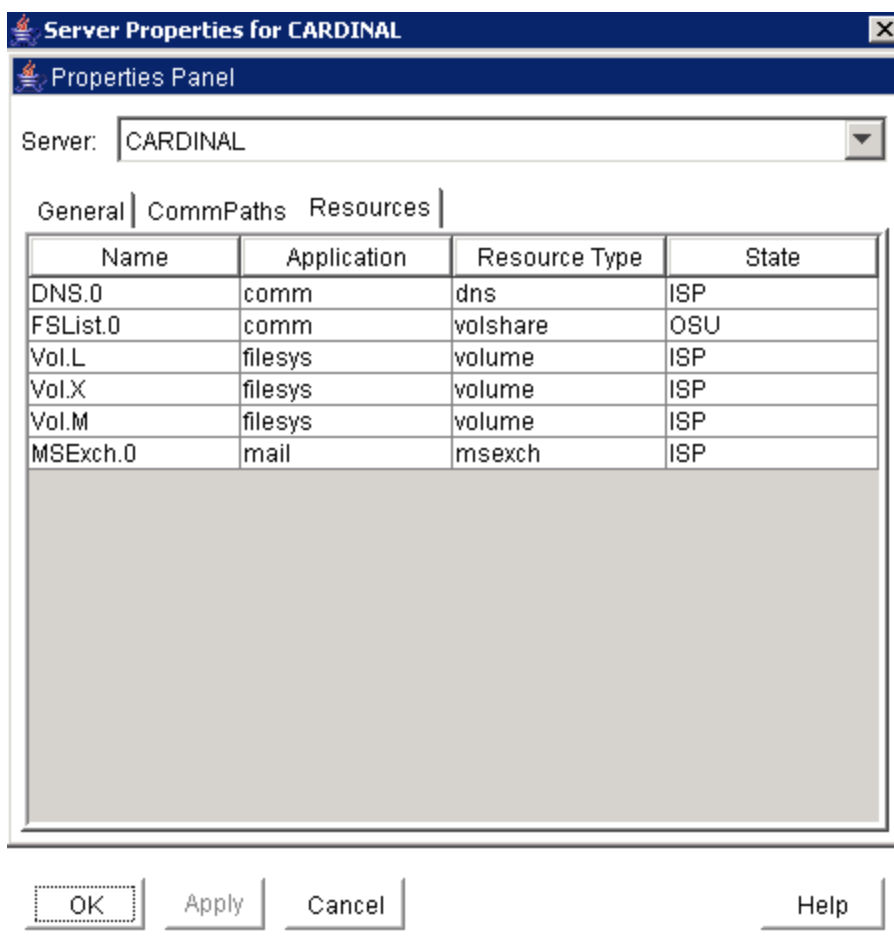 Server Properties for CARDINAL
Properties Panel
Server: CARDINAL
General CommPaths Resources
Name Application Resource Type State
DNS.0 comm dns ISP
FSList.0 comm volshare OSU
Vol.L filesys volume ISP
Vol.X filesys volume ISP
Vol.M filesys volume ISP
MSExch.0 mail msexch ISP
OK Apply Cancel Help